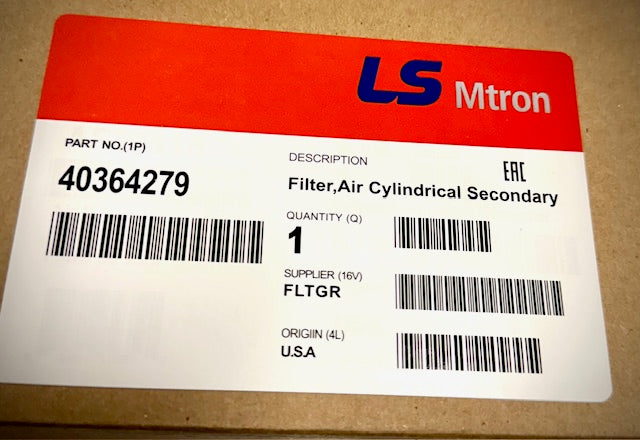 LS Mtron
PART NO.(1P)
40364279
DESCRIPTION
EAC
Filter,Air Cylindrical Secondary
QUANTITY (Q)
1
SUPPLIER (16V)
FLTGR
ORIGIIN (4L)
U.S.A